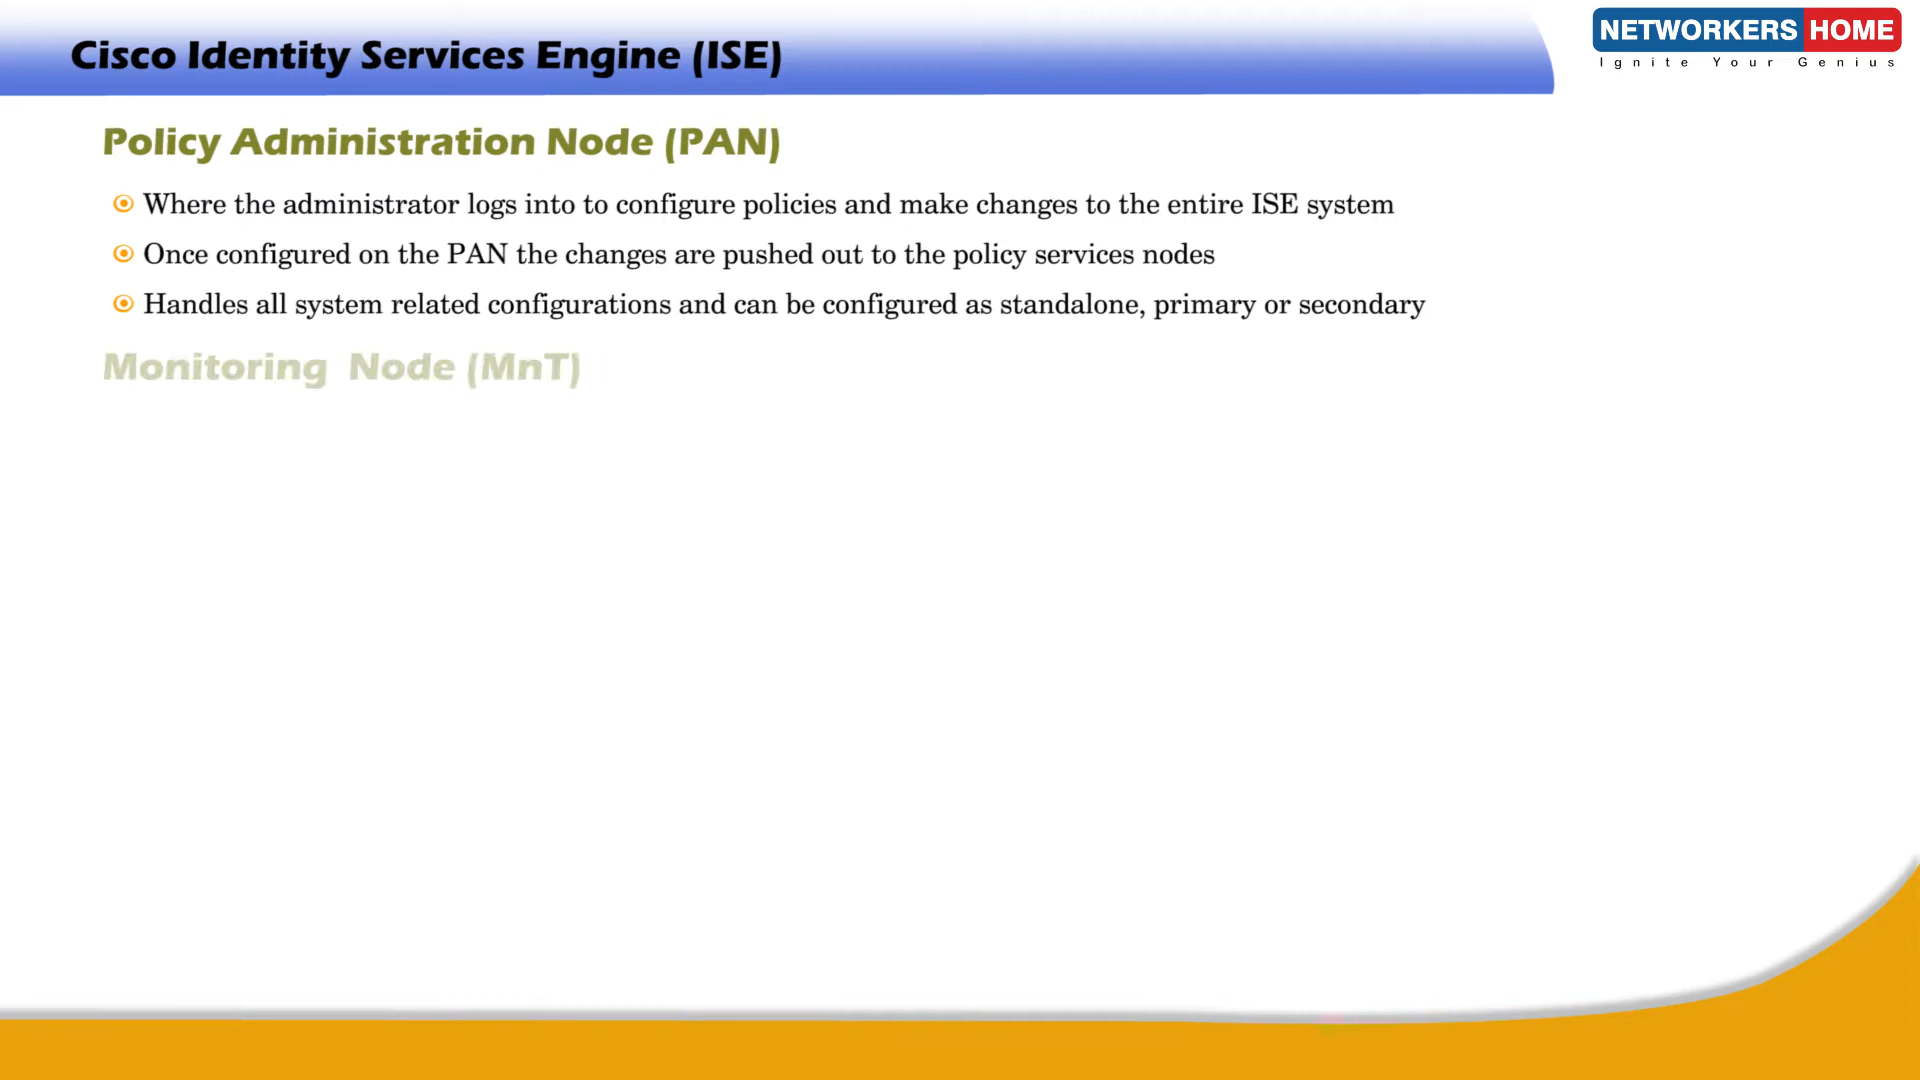 Cisco Identity Services Engine (ISE)
NETWORKERS HOME
Ignite Your Genius
Policy Administration Node (PAN)
Where the administrator logs into to configure policies and make changes to the entire ISE system
Once configured on the PAN the changes are pushed out to the policy services nodes
Handles all system related configurations and can be configured as standalone, primary or secondary
Monitoring Node (MnT)